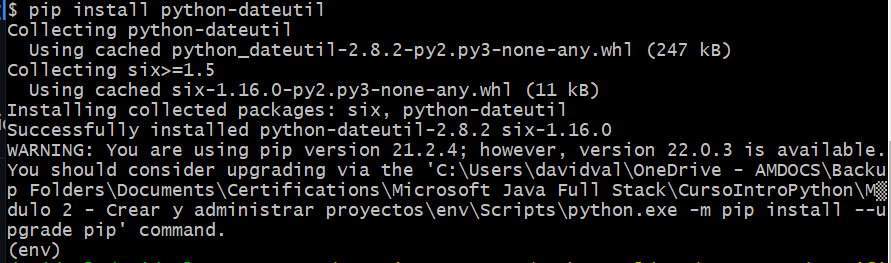 $ pip install python-dateutil
Collecting python-dateutil
  Using cached python_dateutil-2.8.2-py2.py3-none-any.whl (247 kB)
Collecting six>=1.5
  Using cached six-1.16.0-py2.py3-none-any.whl (11 kB)
Installing collected packages: six, python-dateutil
Successfully installed python-dateutil-2.8.2 six-1.16.0
WARNING: You are using pip version 21.2.4; however, version 22.0.3 is available.
You should consider upgrading via the 'C:\Users\davidval\OneDrive - AMDOCS\Backu
p Folders\Documents\Certifications\Microsoft Java Full Stack\CursoIntroPython\M▒
dulo 2 - Crear y administrar proyectos\env\Scripts\python.exe -m pip install --u
pgrade pip' command.
(env)